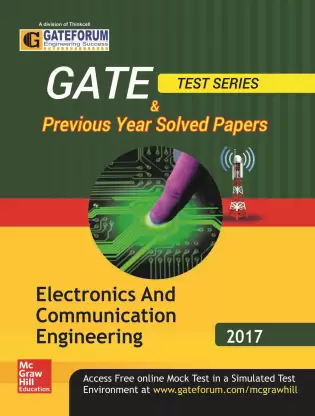 A division of Thinkcell
G GATEFORUM
Engineering Success
GATE TEST SERIES
&
Previous Year Solved Papers
Electronics And
Communication
Engineering
2017
Mc
Graw
Hill
Education
Access Free online Mock Test in a Simulated Test
Environment at www.gateforum.com/mcgrawhill